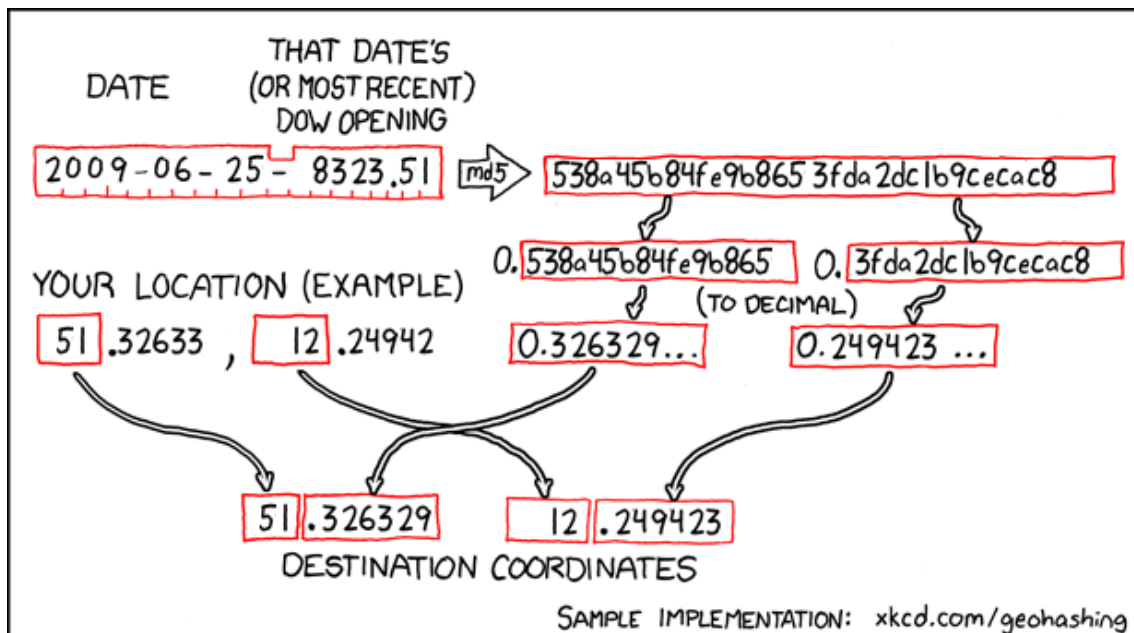 DATE
THAT DATE'S
(OR MOST RECENT)
DOW OPENING
2009-06-25- 8323.51
md5
538a45b84fe9b8653fda2dc1b9cecac8
0.538a45b84fe9b865
0.3fda2dc1b9cecac8
YOUR LOCATION (EXAMPLE)
(TO DECIMAL)
51.32633, 12.24942
0.326329...
0.249423...
51.326329
12.249423
DESTINATION COORDINATES
SAMPLE IMPLEMENTATION: xkcd.com/geohashing